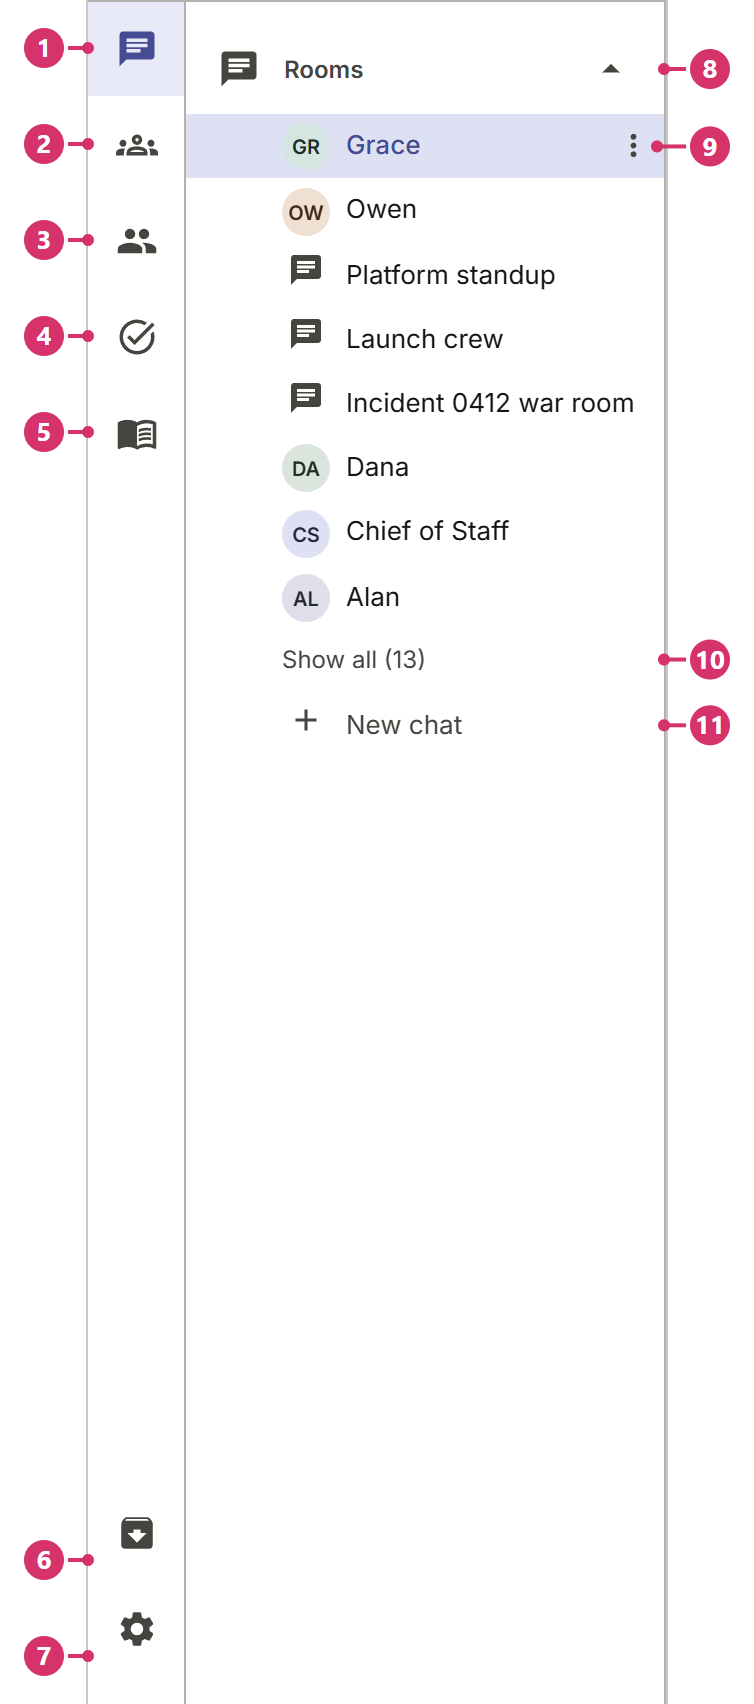 1
Rooms
8
GR Grace
9
2
OW Owen
3
Platform standup
4
Launch crew
Incident 0412 war room
5
DA Dana
CS Chief of Staff
AL Alan
Show all (13)
10
New chat
11
6
7